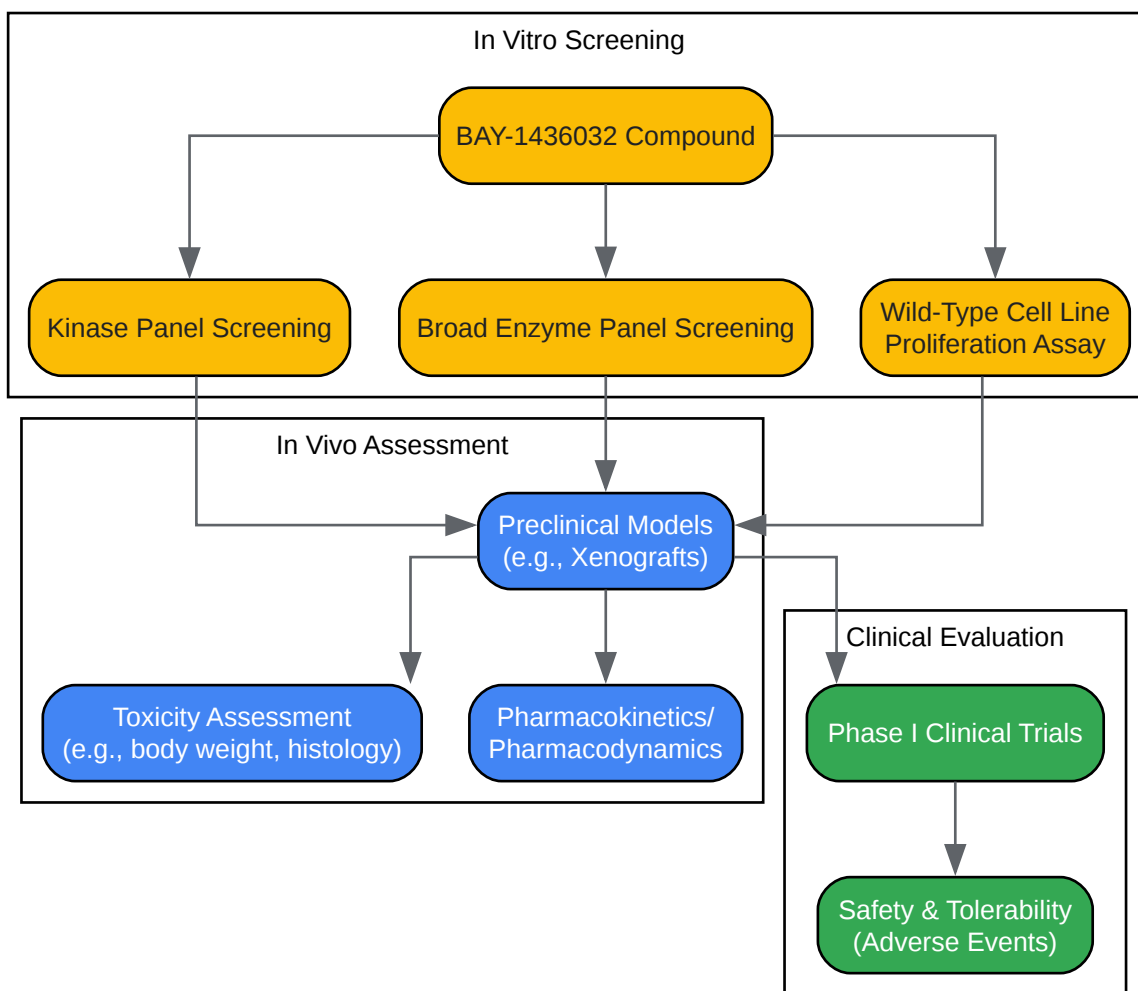 In Vitro Screening
BAY-1436032 Compound
Kinase Panel Screening
Broad Enzyme Panel Screening
Wild-Type Cell Line
Proliferation Assay
In Vivo Assessment
Preclinical Models
(e.g., Xenografts)
Toxicity Assessment
(e.g., body weight, histology)
Pharmacokinetics/
Pharmacodynamics
Clinical Evaluation
Phase I Clinical Trials
Safety & Tolerability
(Adverse Events)